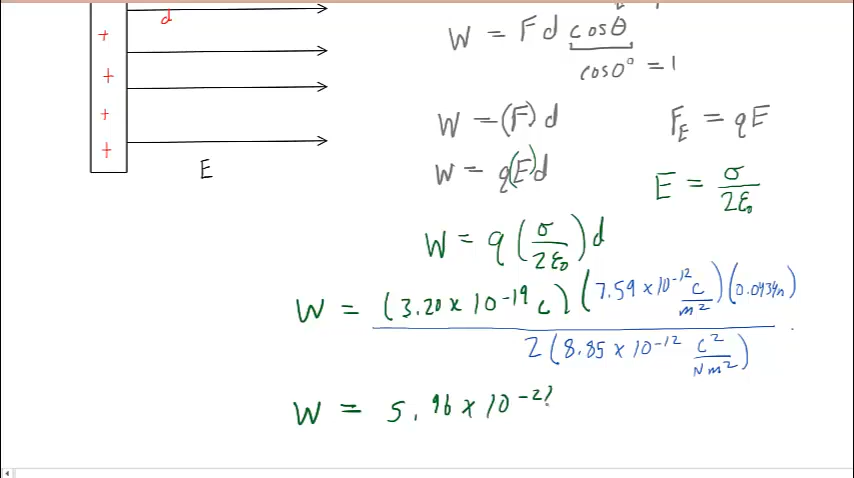 d
W = Fd cosθ
cos0° = 1
+
+
+
+
W = (F) d
F_E = qE
W = q(E)d
E
E = σ / 2ε₀
W = q (σ / 2ε₀) d
W = (3.20 x 10⁻¹⁹ C) (7.59 x 10⁻¹² C / m²) (0.0434m)
2 (8.85 x 10⁻¹² C² / Nm²)
W = 5.96 x 10